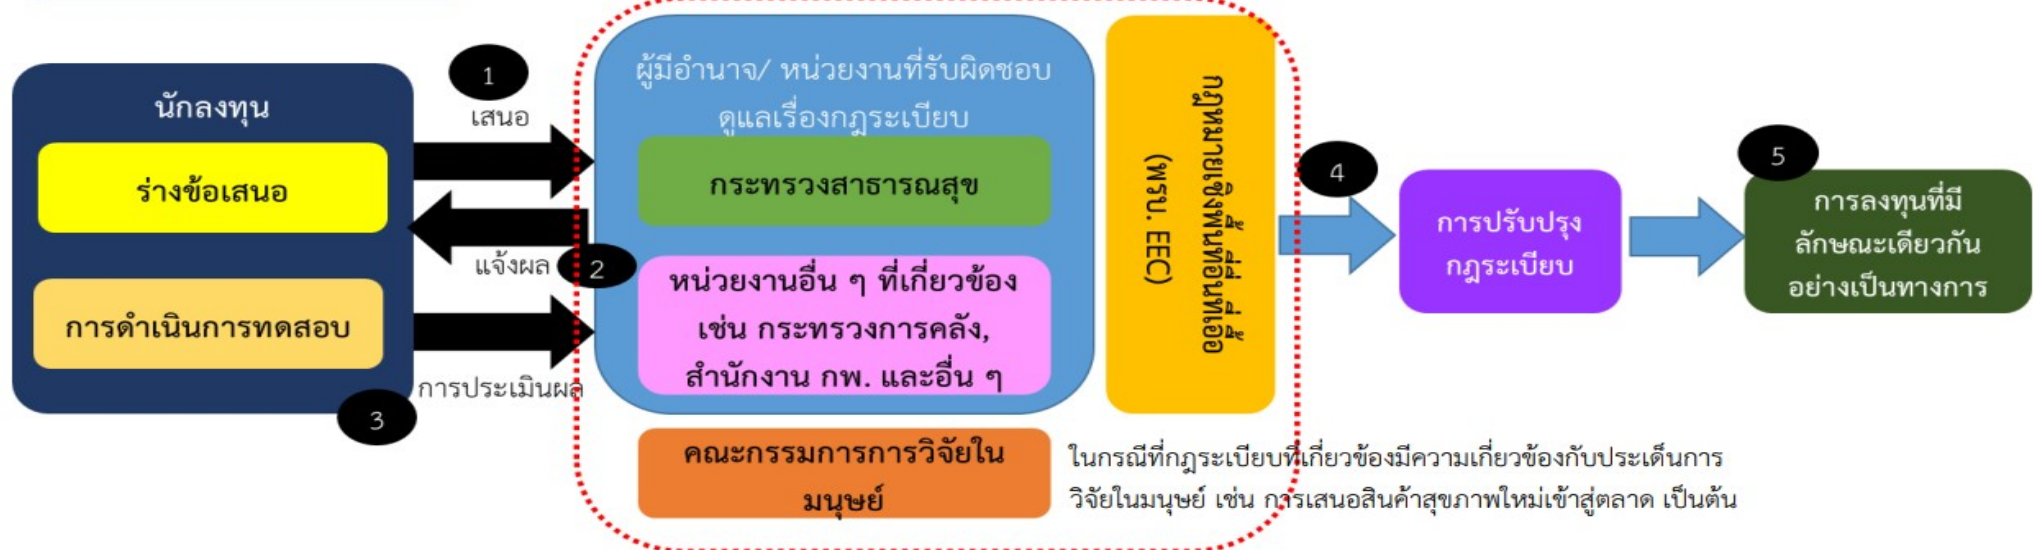 นักลงทุน
ร่างข้อเสนอ
การดำเนินการทดสอบ
1
เสนอ
แจ้งผล
2
การประเมินผล
3
ผู้มีอำนาจ/ หน่วยงานที่รับผิดชอบ
ดูแลเรื่องกฎระเบียบ
กระทรวงสาธารณสุข
หน่วยงานอื่น ๆ ที่เกี่ยวข้อง
เช่น กระทรวงการคลัง,
สำนักงาน กพ. และอื่น ๆ
คณะกรรมการการวิจัยใน
มนุษย์
(พรบ. EEC)
4
การปรับปรุง
กฎระเบียบ
5
การลงทุนที่มี
ลักษณะเดียวกัน
อย่างเป็นทางการ
ในกรณีที่กฎระเบียบที่เกี่ยวข้องมีความเกี่ยวข้องกับประเด็นการ
วิจัยในมนุษย์ เช่น การเสนอสินค้าสุขภาพใหม่เข้าสู่ตลาด เป็นต้น